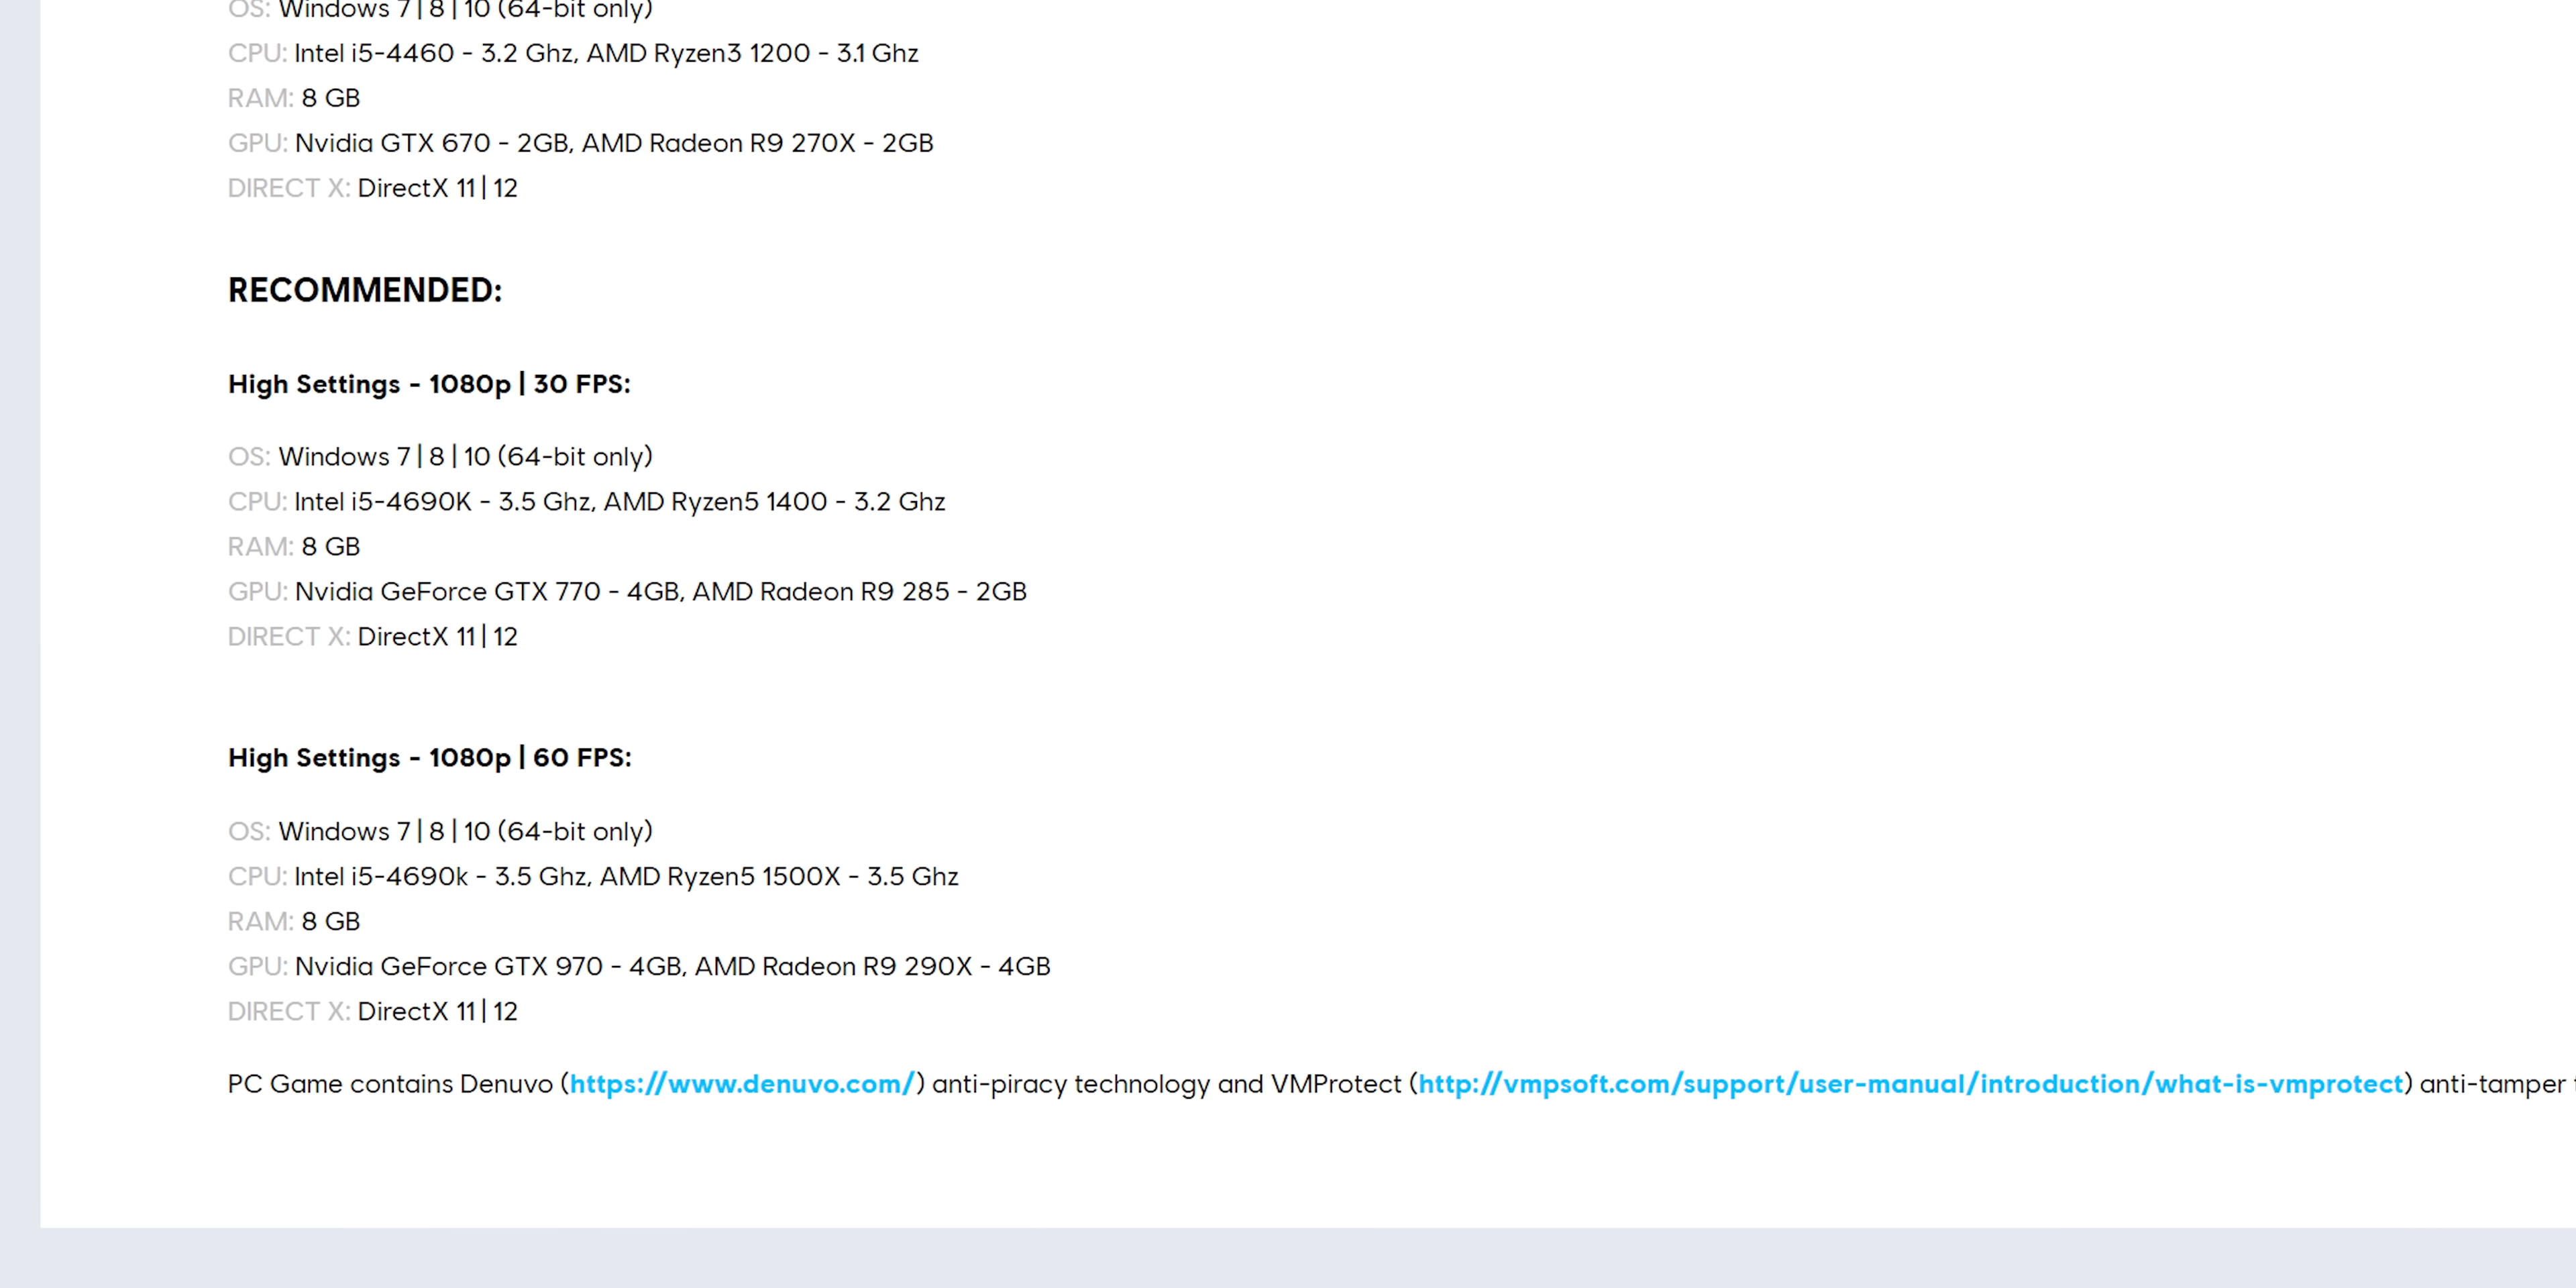 OS: Windows 7 | 8 | 10 (64-bit only)
CPU: Intel i5-4460 - 3.2 Ghz, AMD Ryzen3 1200 - 3.1 Ghz
RAM: 8 GB
GPU: Nvidia GTX 670 - 2GB, AMD Radeon R9 270X - 2GB
DIRECT X: DirectX 11 | 12
RECOMMENDED:
High Settings - 1080p | 30 FPS:
OS: Windows 7 | 8 | 10 (64-bit only)
CPU: Intel i5-4690K - 3.5 Ghz, AMD Ryzen5 1400 - 3.2 Ghz
RAM: 8 GB
GPU: Nvidia GeForce GTX 770 - 4GB, AMD Radeon R9 285 - 2GB
DIRECT X: DirectX 11 | 12
High Settings - 1080p | 60 FPS:
OS: Windows 7 | 8 | 10 (64-bit only)
CPU: Intel i5-4690k - 3.5 Ghz, AMD Ryzen5 1500X - 3.5 Ghz
RAM: 8 GB
GPU: Nvidia GeForce GTX 970 - 4GB, AMD Radeon R9 290X - 4GB
DIRECT X: DirectX 11 | 12
PC Game contains Denuvo (https://www.denuvo.com/) anti-piracy technology and VMProtect (http://vmpsoft.com/support/user-manual/introduction/what-is-vmprotect) anti-tamper